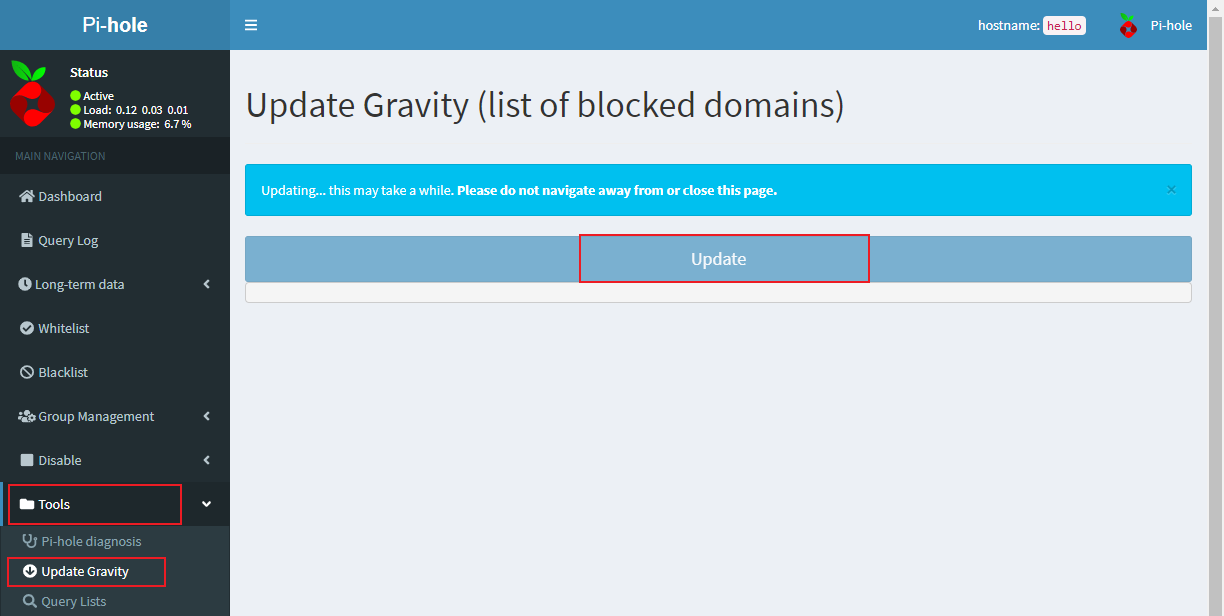 Pi-hole
hostname: hello
Pi-hole
Status
Active
Load: 0.12 0.03 0.01
Memory usage: 6.7 %
MAIN NAVIGATION
Dashboard
Query Log
Long-term data
Whitelist
Blacklist
Group Management
Disable
Tools
Pi-hole diagnosis
Update Gravity
Query Lists
Update Gravity (list of blocked domains)
Updating... this may take a while. Please do not navigate away from or close this page.
×
Update